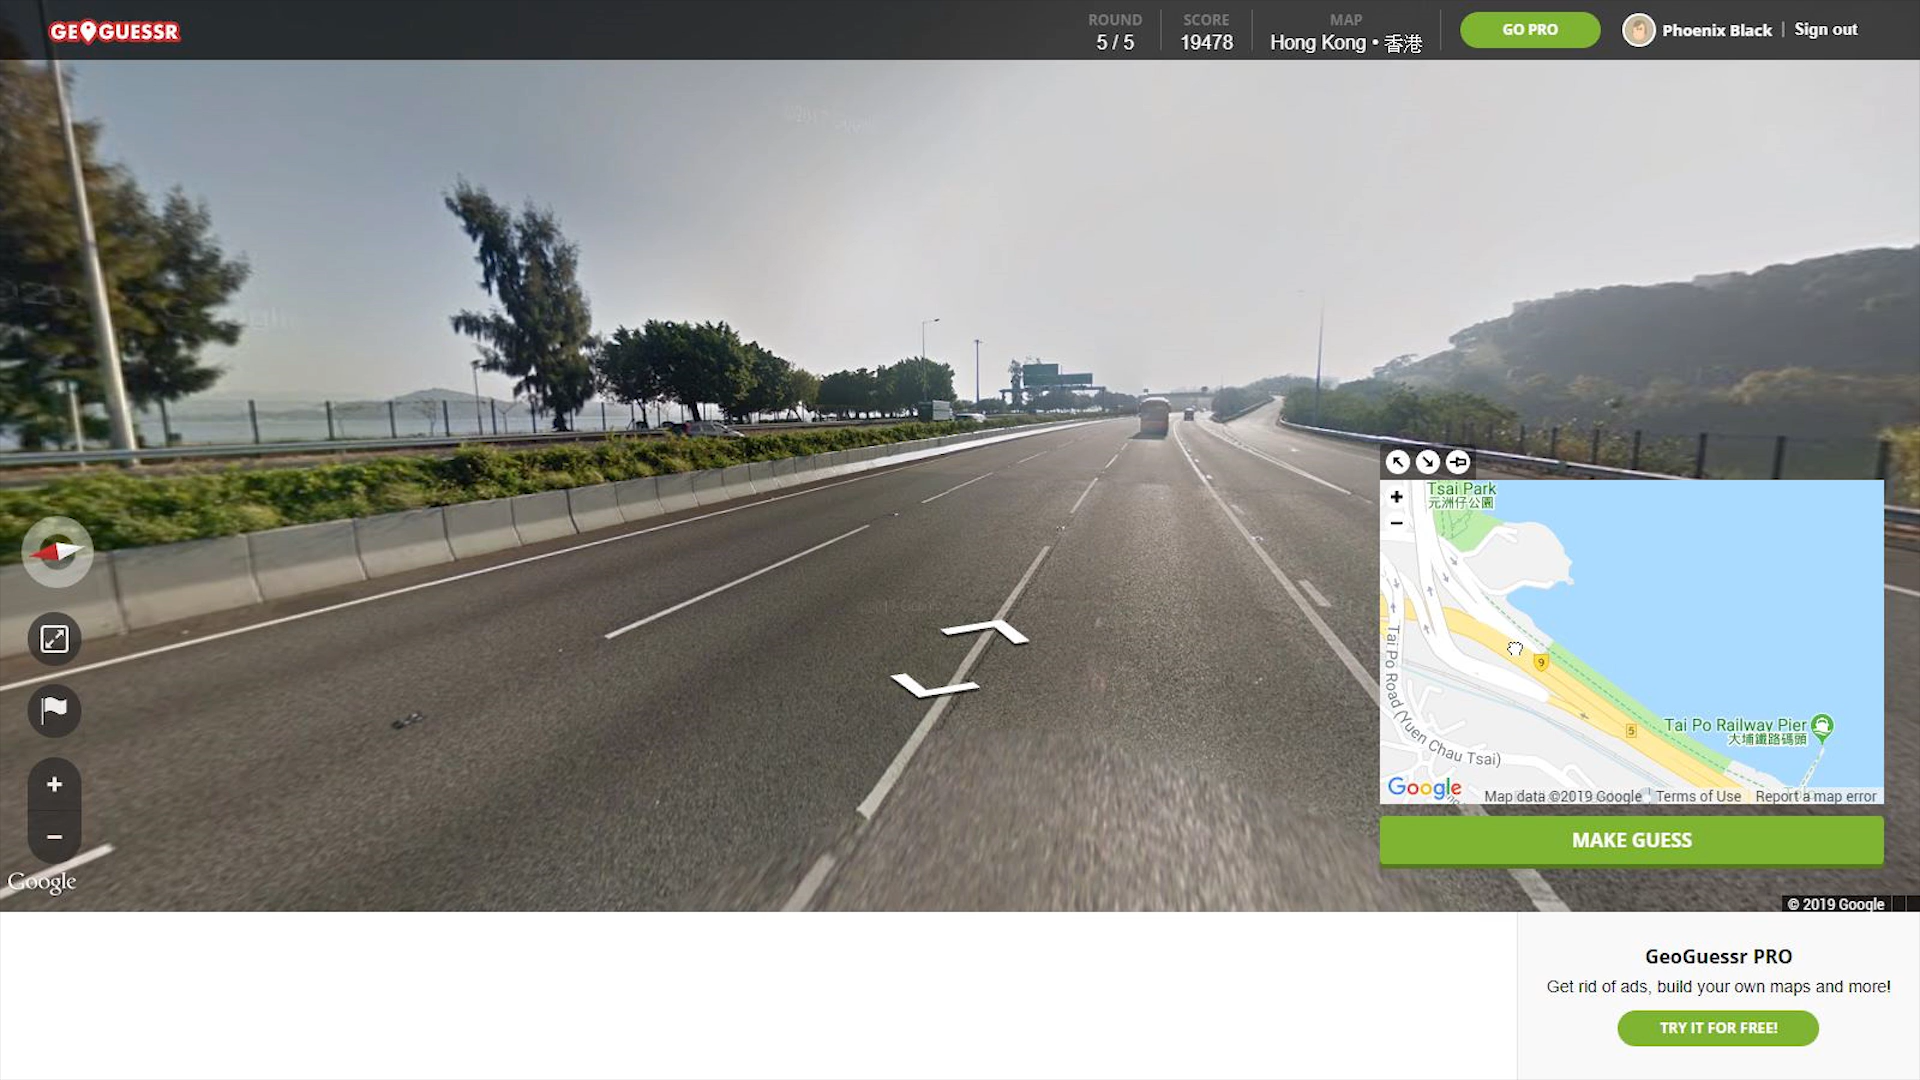 GEOGUESSR
ROUND
5 / 5
SCORE
19478
MAP
Hong Kong • 香港
GO PRO
Phoenix Black
Sign out
Tsai Park
元洲仔公園
9
5
Tai Po Railway Pier
大埔鐵路碼頭
Tai Po Road (Yuen Chau Tsai)
Google
Map data ©2019 Google
Terms of Use
Report a map error
MAKE GUESS
Google
© 2019 Google
GeoGuessr PRO
Get rid of ads, build your own maps and more!
TRY IT FOR FREE!